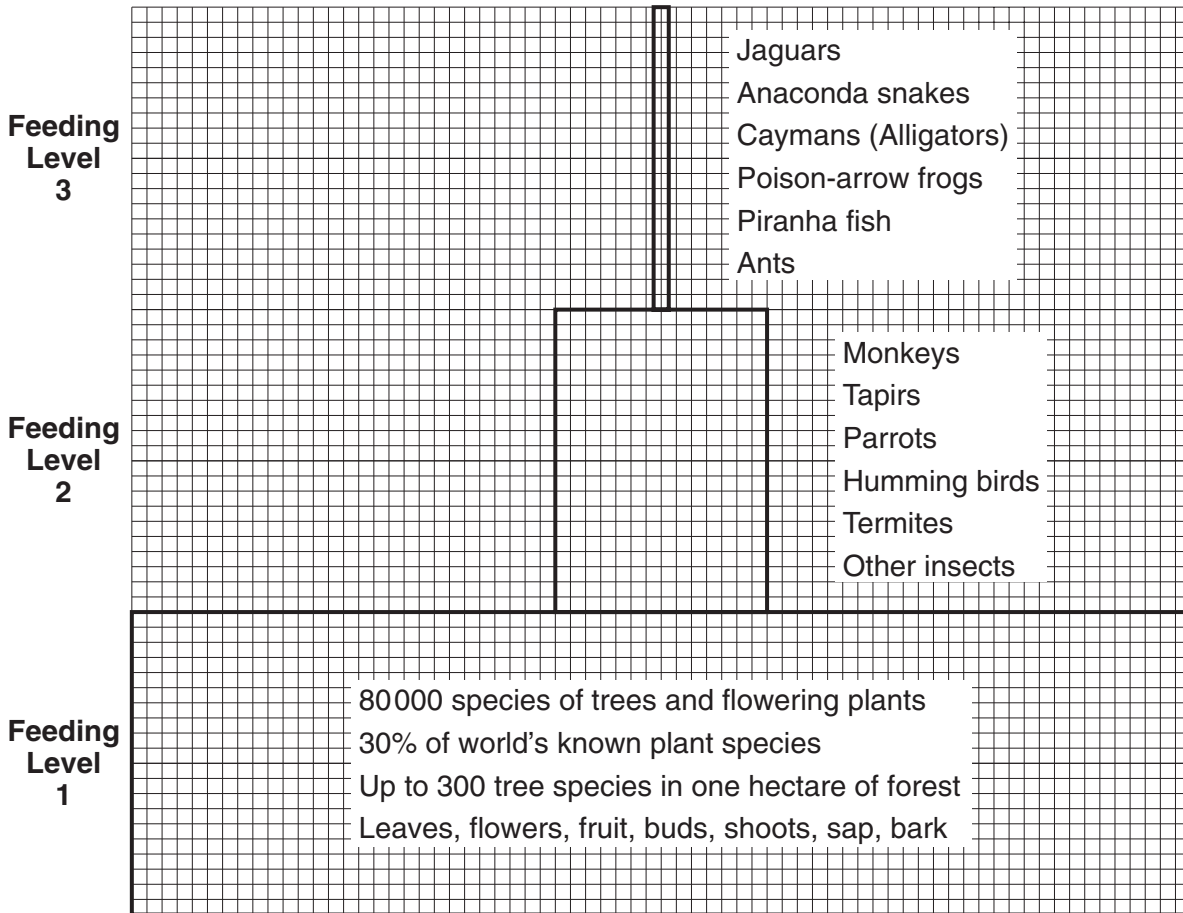 Feeding
Level
3
Jaguars
Anaconda snakes
Caymans (Alligators)
Poison-arrow frogs
Piranha fish
Ants
Feeding
Level
2
Monkeys
Tapirs
Parrots
Humming birds
Termites
Other insects
Feeding
Level
1
80 000 species of trees and flowering plants
30% of world's known plant species
Up to 300 tree species in one hectare of forest
Leaves, flowers, fruit, buds, shoots, sap, bark